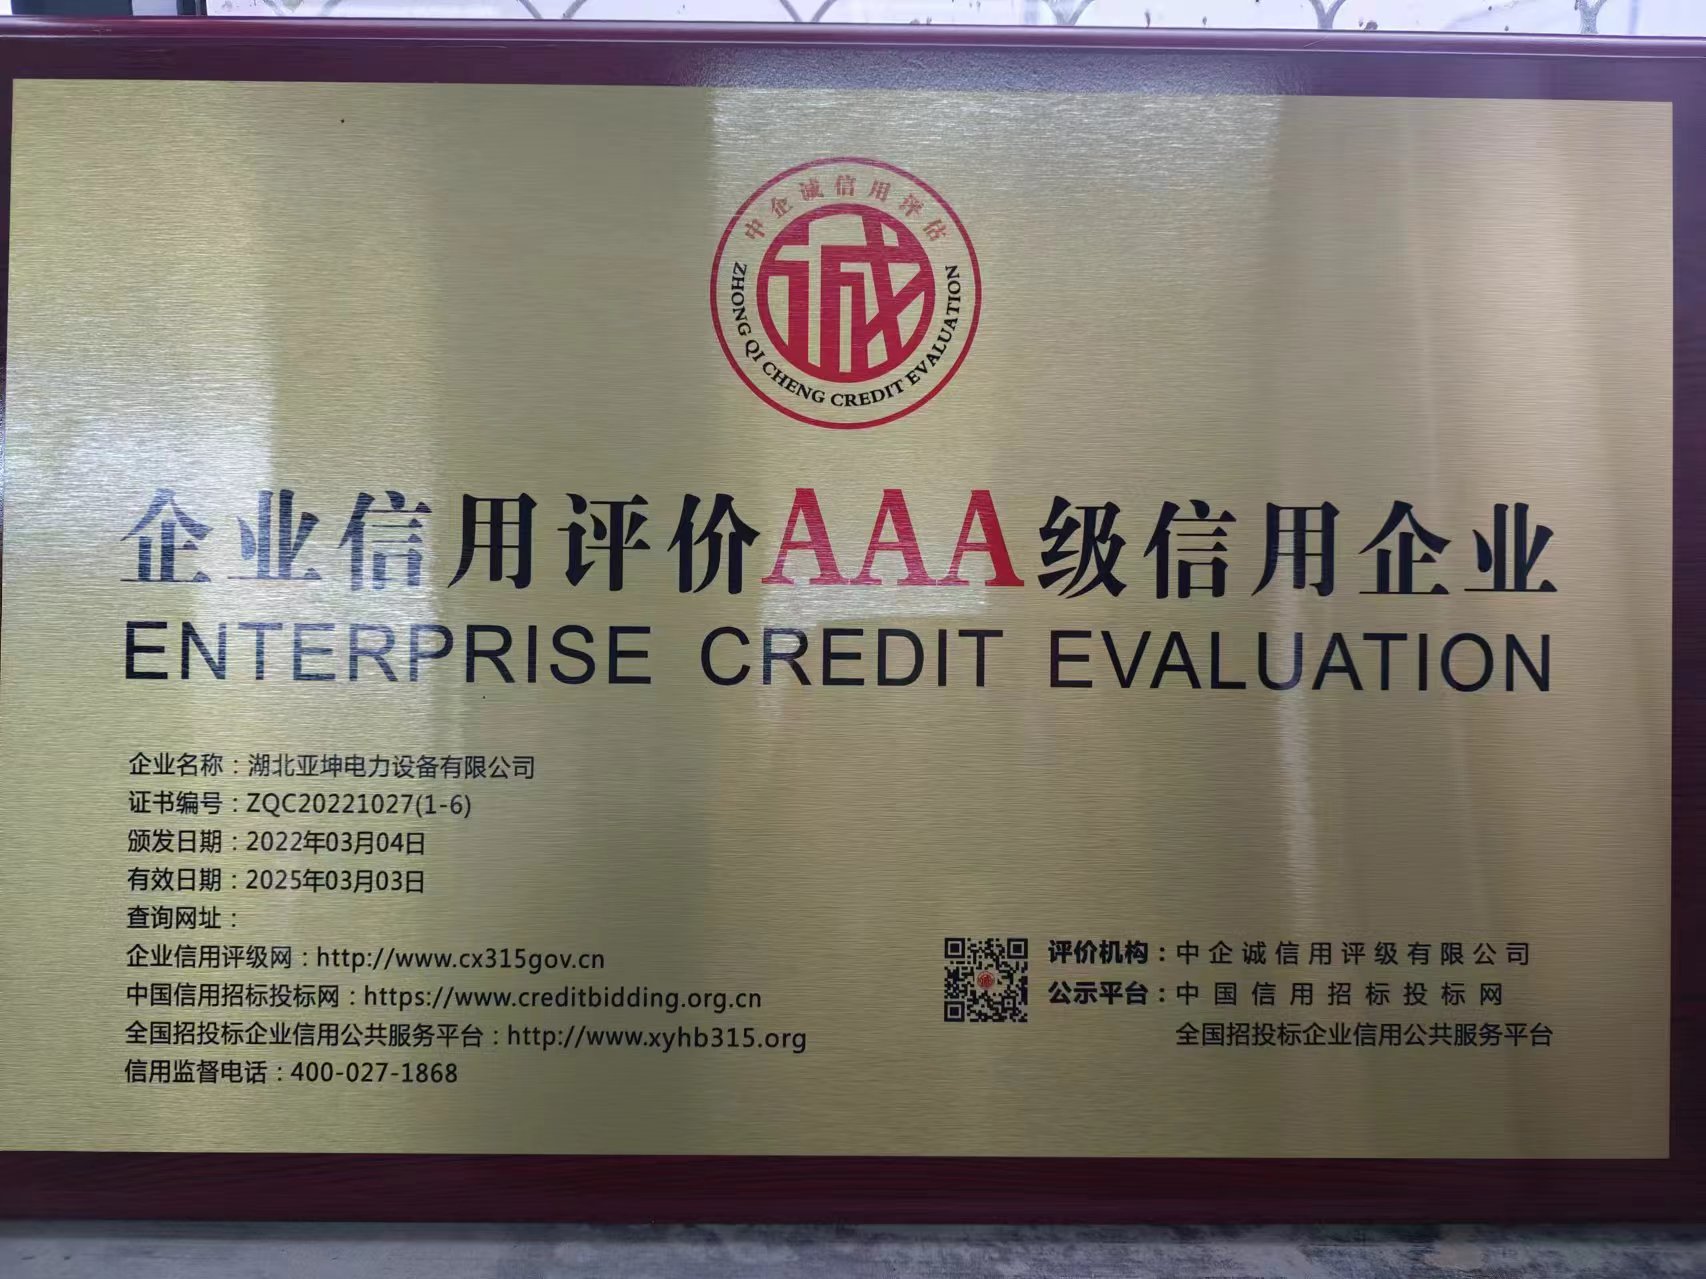 中企诚信用评估
诚
ZHONG QI CHENG CREDIT EVALUATION
企业信用评价AAA级信用企业
ENTERPRISE CREDIT EVALUATION
企业名称：湖北亚坤电力设备有限公司
证书编号：ZQC20221027(1-6)
颁发日期：2022年03月04日
有效日期：2025年03月03日
查询网址：
企业信用评级网：http://www.cx315gov.cn
中国信用招标投标网：https://www.creditbidding.org.cn
全国招投标企业信用公共服务平台：http://www.xyhb315.org
信用监督电话：400-027-1868
评价机构：中企诚信用评级有限公司
公示平台：中国信用招标投标网
全国招投标企业信用公共服务平台